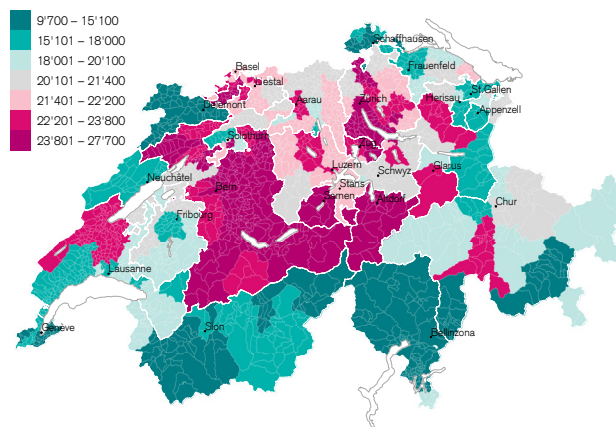 9'700 – 15'100
15'101 – 18'000
18'001 – 20'100
20'101 – 21'400
21'401 – 22'200
22'201 – 23'800
23'801 – 27'700
Schaffhausen
Basel
Frauenfeld
Liestal
St.Gallen
Delémont
Aarau
Zürich
Herisau
Appenzell
Solothurn
Zug
Luzern
Glarus
Neuchâtel
Bern
Stans
Schwyz
Sarnen
Altdorf
Chur
Fribourg
Lausanne
Genève
Sion
Bellinzona